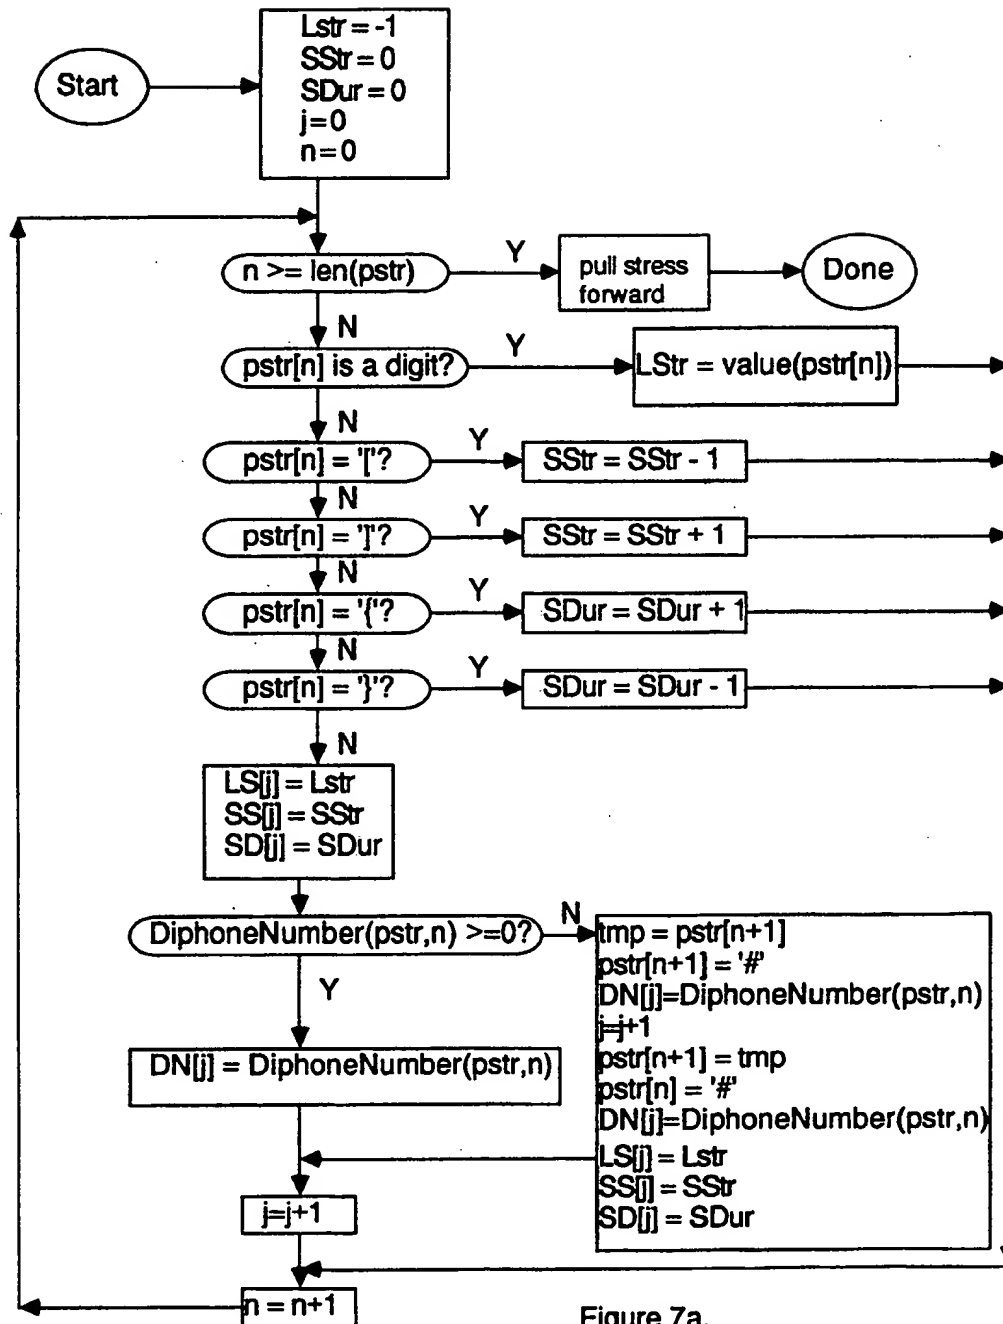 Lstr = -1
SStr = 0
SDur = 0
j=0
n=0
Start
n >= len(pstr)
Y
pull stress
forward
Done
N
pstr[n] is a digit?
Y
LStr = value(pstr[n])
N
pstr[n] = '['?
Y
SStr = SStr - 1
N
pstr[n] = ']'?
Y
SStr = SStr + 1
N
pstr[n] = '{'?
Y
SDur = SDur + 1
N
pstr[n] = '}'?
Y
SDur = SDur - 1
N
LS[j] = Lstr
SS[j] = SStr
SD[j] = SDur
DiphoneNumber(pstr,n) >=0?
N
tmp = pstr[n+1]
pstr[n+1] = '#'
DN[j]=DiphoneNumber(pstr,n)
j=j+1
pstr[n+1] = tmp
pstr[n] = '#'
DN[j]=DiphoneNumber(pstr,n)
LS[j] = Lstr
SS[j] = SStr
SD[j] = SDur
Y
DN[j] = DiphoneNumber(pstr,n)
j=j+1
n = n+1
Figure 7a.